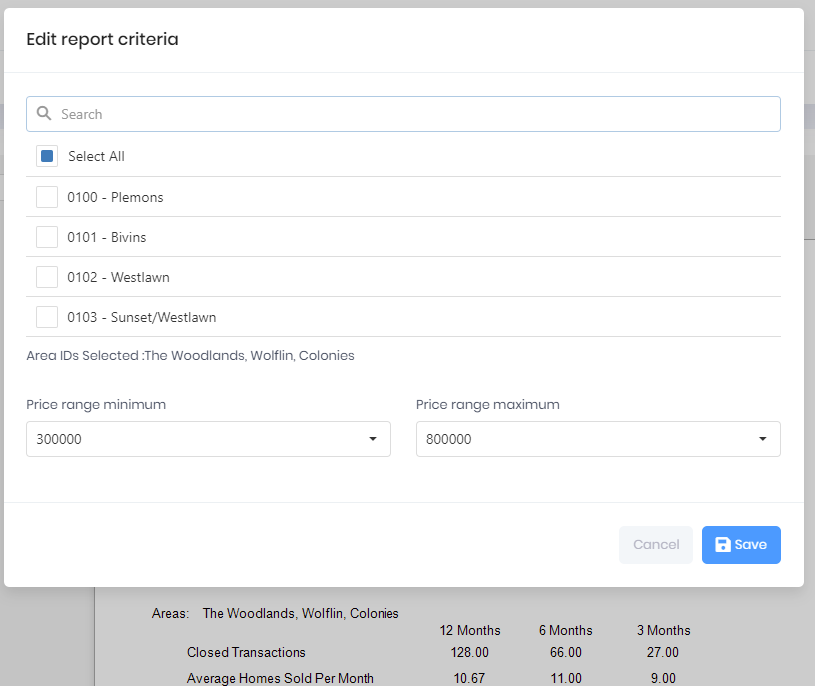 Edit report criteria
Search
Select All
0100 - Plemons
0101 - Bivins
0102 - Westlawn
0103 - Sunset/Westlawn
Area IDs Selected :The Woodlands, Wolflin, Colonies
Price range minimum Price range maximum
300000 800000
Cancel Save
Areas: The Woodlands, Wolflin, Colonies
12 Months 6 Months 3 Months
Closed Transactions 128.00 66.00 27.00
Average Homes Sold Per Month 10.67 11.00 9.00